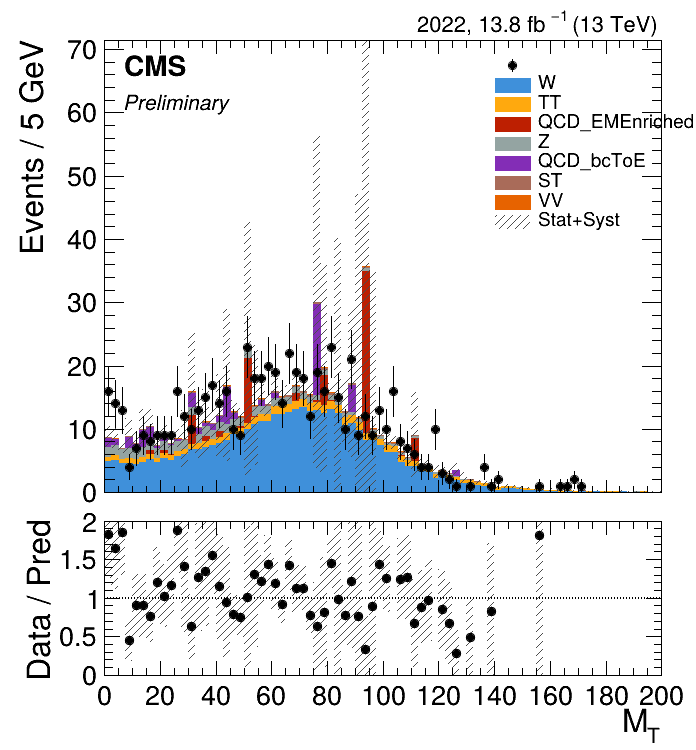 2022, 13.8 fb⁻¹ (13 TeV)
CMS
Preliminary
W
TT
QCD_EMEnriched
Z
QCD_bcToE
ST
VV
Stat+Syst
Events / 5 GeV
70
60
50
40
30
20
10
0
Data / Pred
2
1.5
1
0.5
0
0 20 40 60 80 100 120 140 160 180 200
M_T